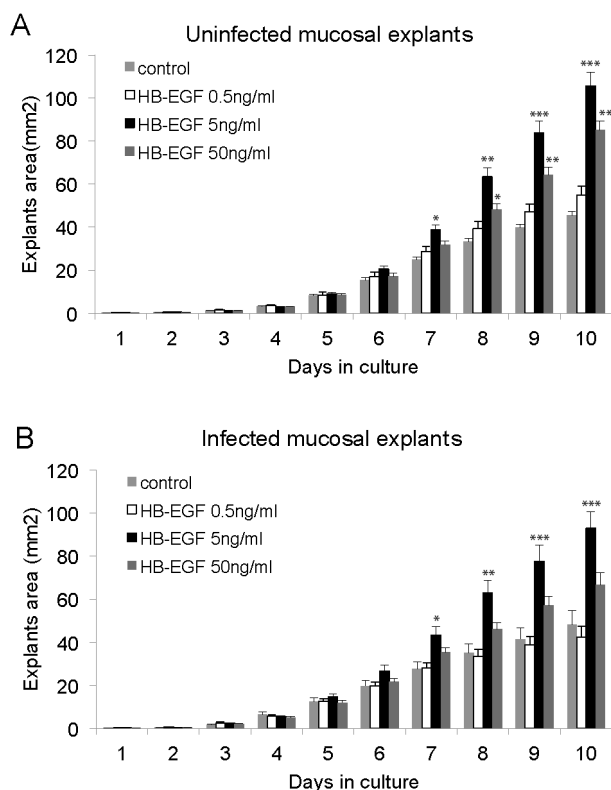 A
Uninfected mucosal explants
120
100
80
60
40
20
0
Explants area(mm2)
control
HB-EGF 0.5ng/ml
HB-EGF 5ng/ml
HB-EGF 50ng/ml
*
**
*
***
**
***
**
1 2 3 4 5 6 7 8 9 10
Days in culture
B
Infected mucosal explants
120
100
80
60
40
20
0
Explants area (mm2)
control
HB-EGF 0.5ng/ml
HB-EGF 5ng/ml
HB-EGF 50ng/ml
*
**
***
***
1 2 3 4 5 6 7 8 9 10
Days in culture